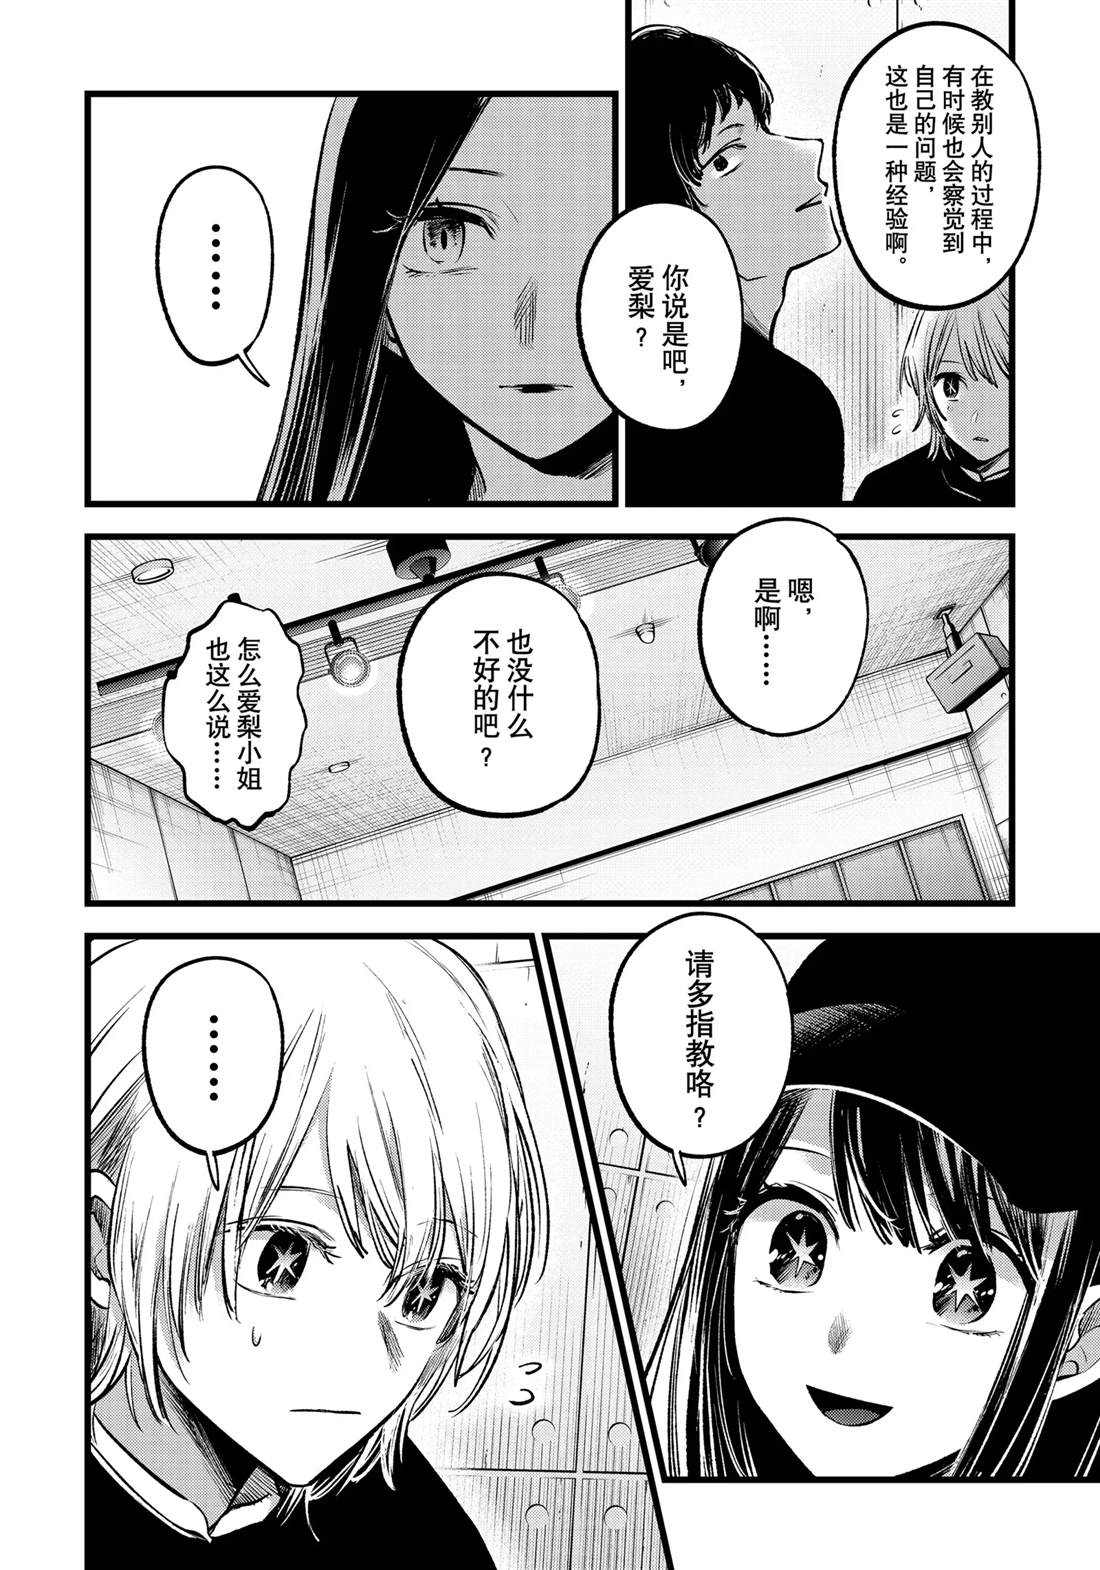 在教别人的过程中，
有时候也会察觉到
自己的问题，
这也是一种经验啊。
你说是吧，
爱梨？
……
嗯，
是啊……
也没什么
不好的吧？
怎么爱梨小姐
也这么说……
请多指教咯？
……